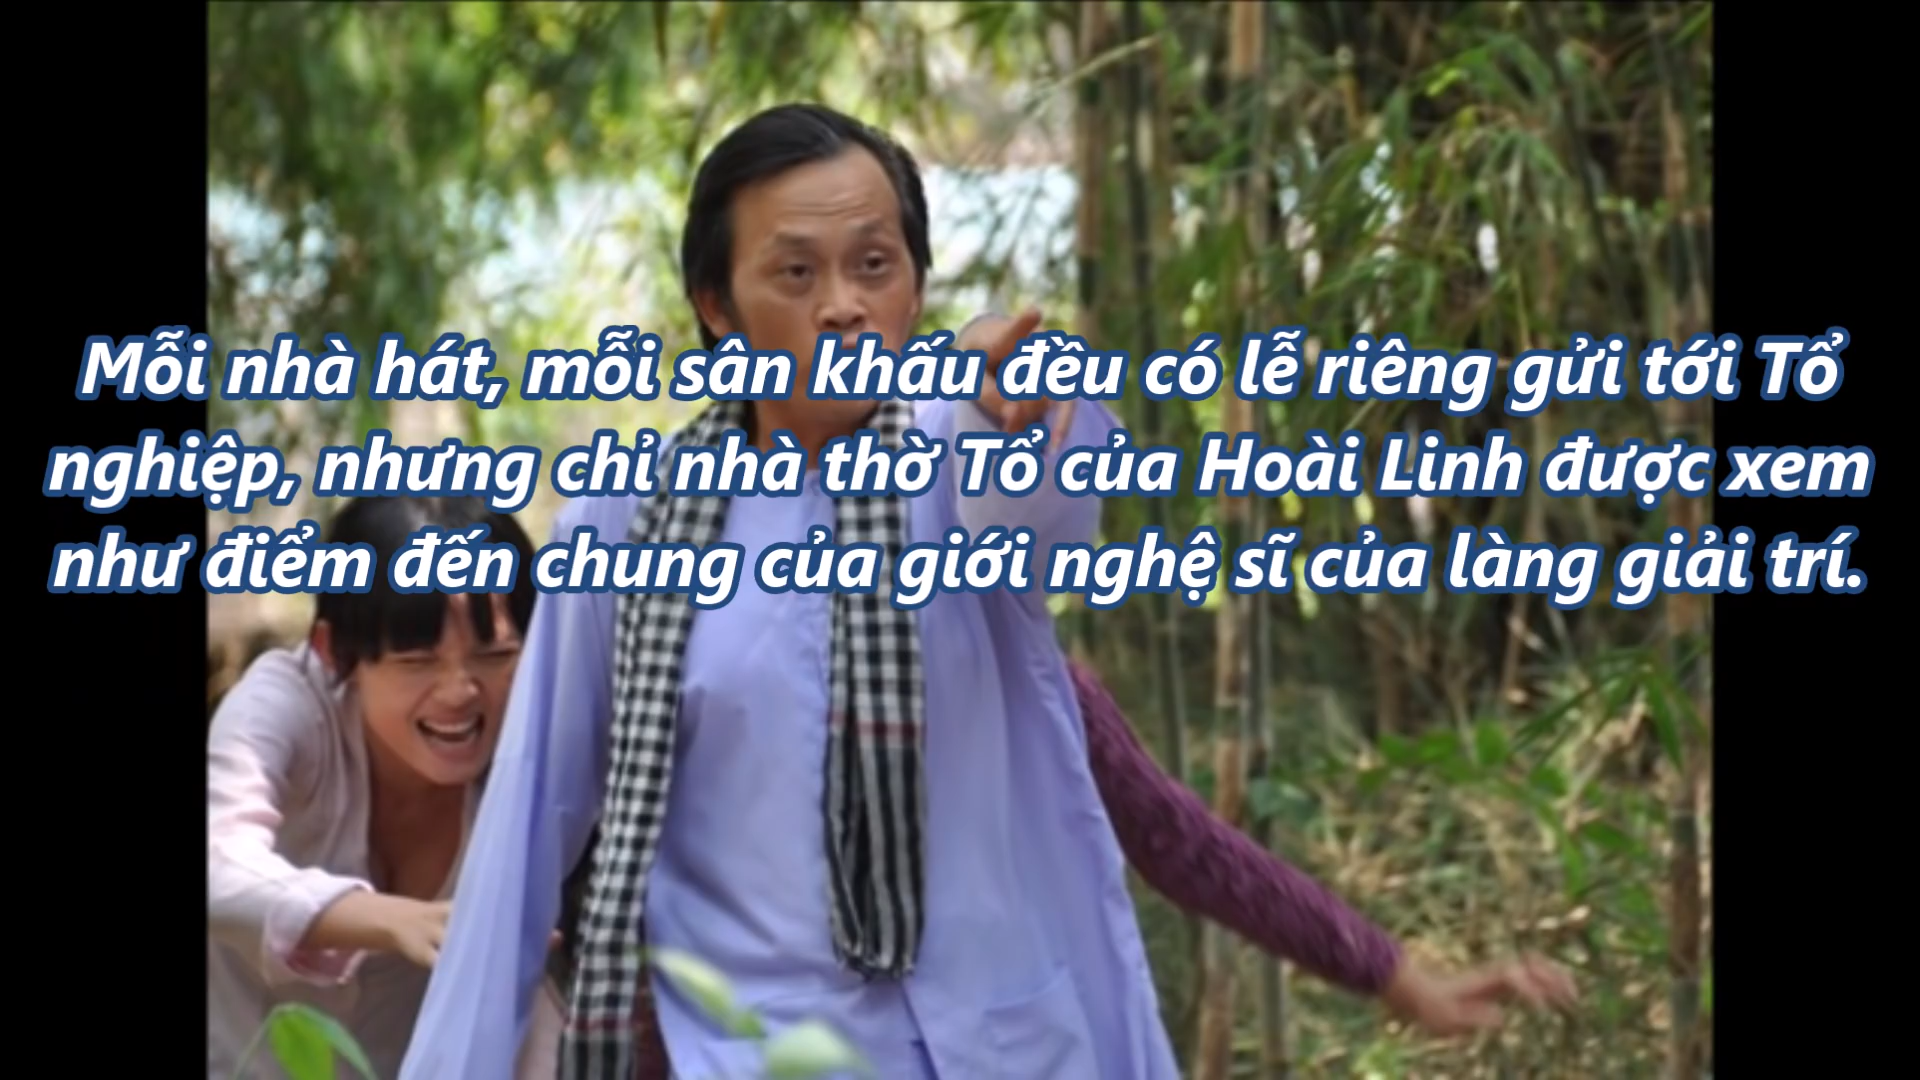 Mỗi nhà hát, mỗi sân khấu đều có lễ riêng gửi tới Tổ
nghiệp, nhưng chỉ nhà thờ Tổ của Hoài Linh được xem
như điểm đến chung của giới nghệ sĩ của làng giải trí.